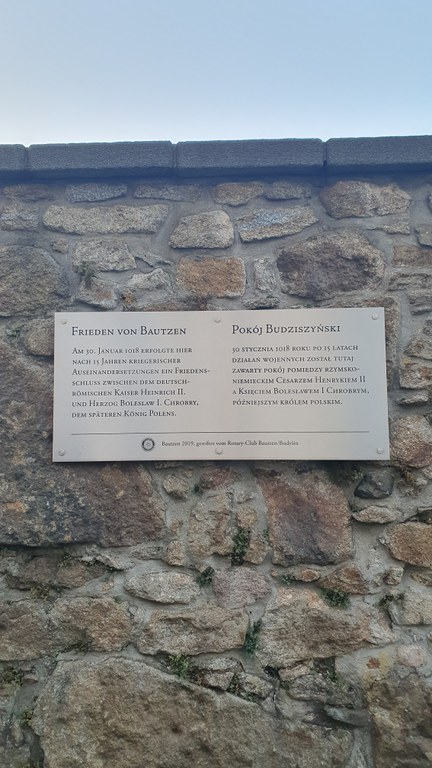 Frieden von Bautzen
Am 30. Januar 1018 erfolgte hier
nach 15 Jahren kriegerischer
Auseinandersetzungen ein Friedens-
schluss zwischen dem deutsch-
römischen Kaiser Heinrich II.
und Herzog Boleslaw I. Chrobry,
dem späteren König Polens.
Pokój Budziszyński
30 stycznia 1018 roku po 15 latach
działań wojennych został tutaj
zawarty pokój pomiędzy rzymsko-
niemieckim Cesarzem Henrykiem II
a Księciem Bolesławem I Chrobrym,
późniejszym królem polskim.
Bautzen 2019, gestiftet vom Rotary-Club Bautzen/Budyšin